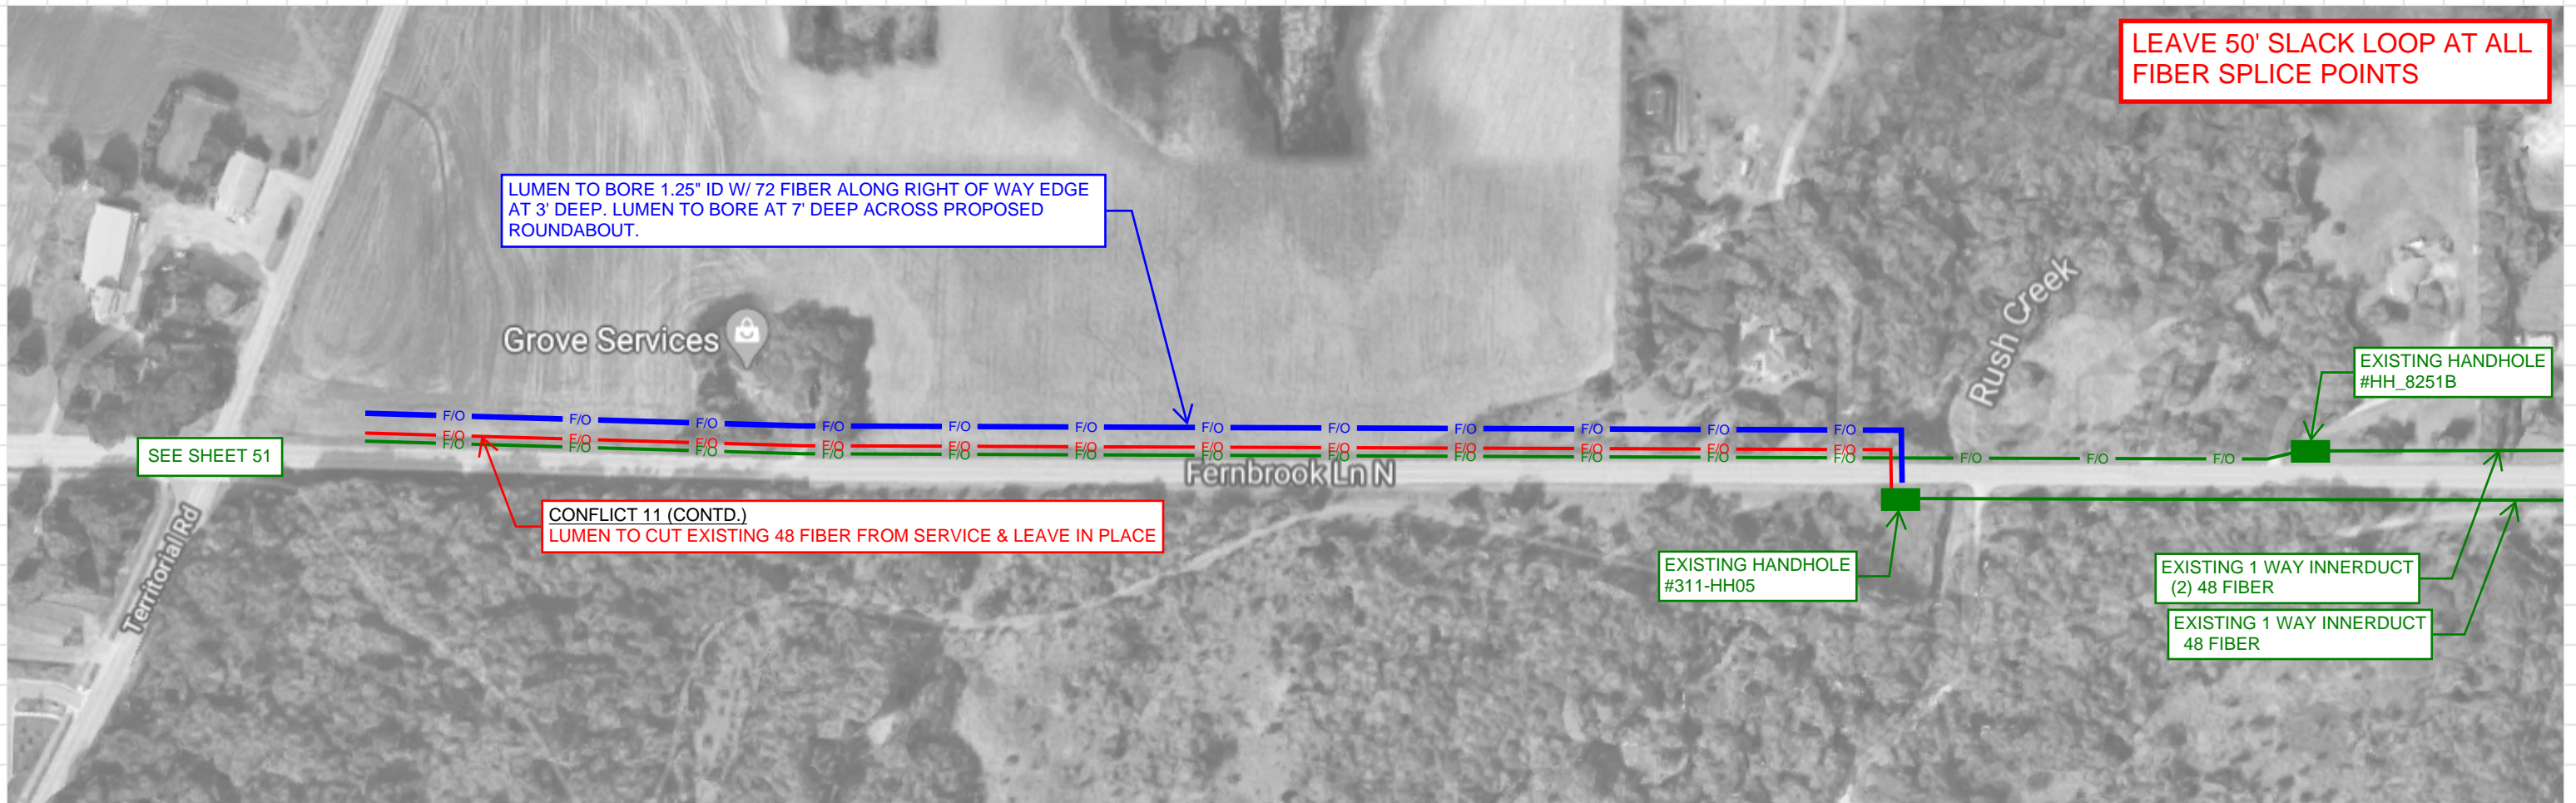 LEAVE 50' SLACK LOOP AT ALL
FIBER SPLICE POINTS
LUMEN TO BORE 1.25" ID W/ 72 FIBER ALONG RIGHT OF WAY EDGE
AT 3' DEEP. LUMEN TO BORE AT 7' DEEP ACROSS PROPOSED
ROUNDABOUT.
Grove Services
Rush Creek
EXISTING HANDHOLE
#HH_8251B
F/O F/O F/O F/O F/O F/O F/O F/O F/O F/O F/O F/O
F/O F/O F/O F/O F/O F/O F/O F/O F/O F/O F/O F/O
F/O F/O F/O F/O F/O F/O F/O F/O F/O F/O F/O F/O F/O F/O F/O
SEE SHEET 51
Fernbrook Ln N
Territorial Rd
CONFLICT 11 (CONTD.)
LUMEN TO CUT EXISTING 48 FIBER FROM SERVICE & LEAVE IN PLACE
EXISTING HANDHOLE
#311-HH05
EXISTING 1 WAY INNERDUCT
(2) 48 FIBER
EXISTING 1 WAY INNERDUCT
48 FIBER